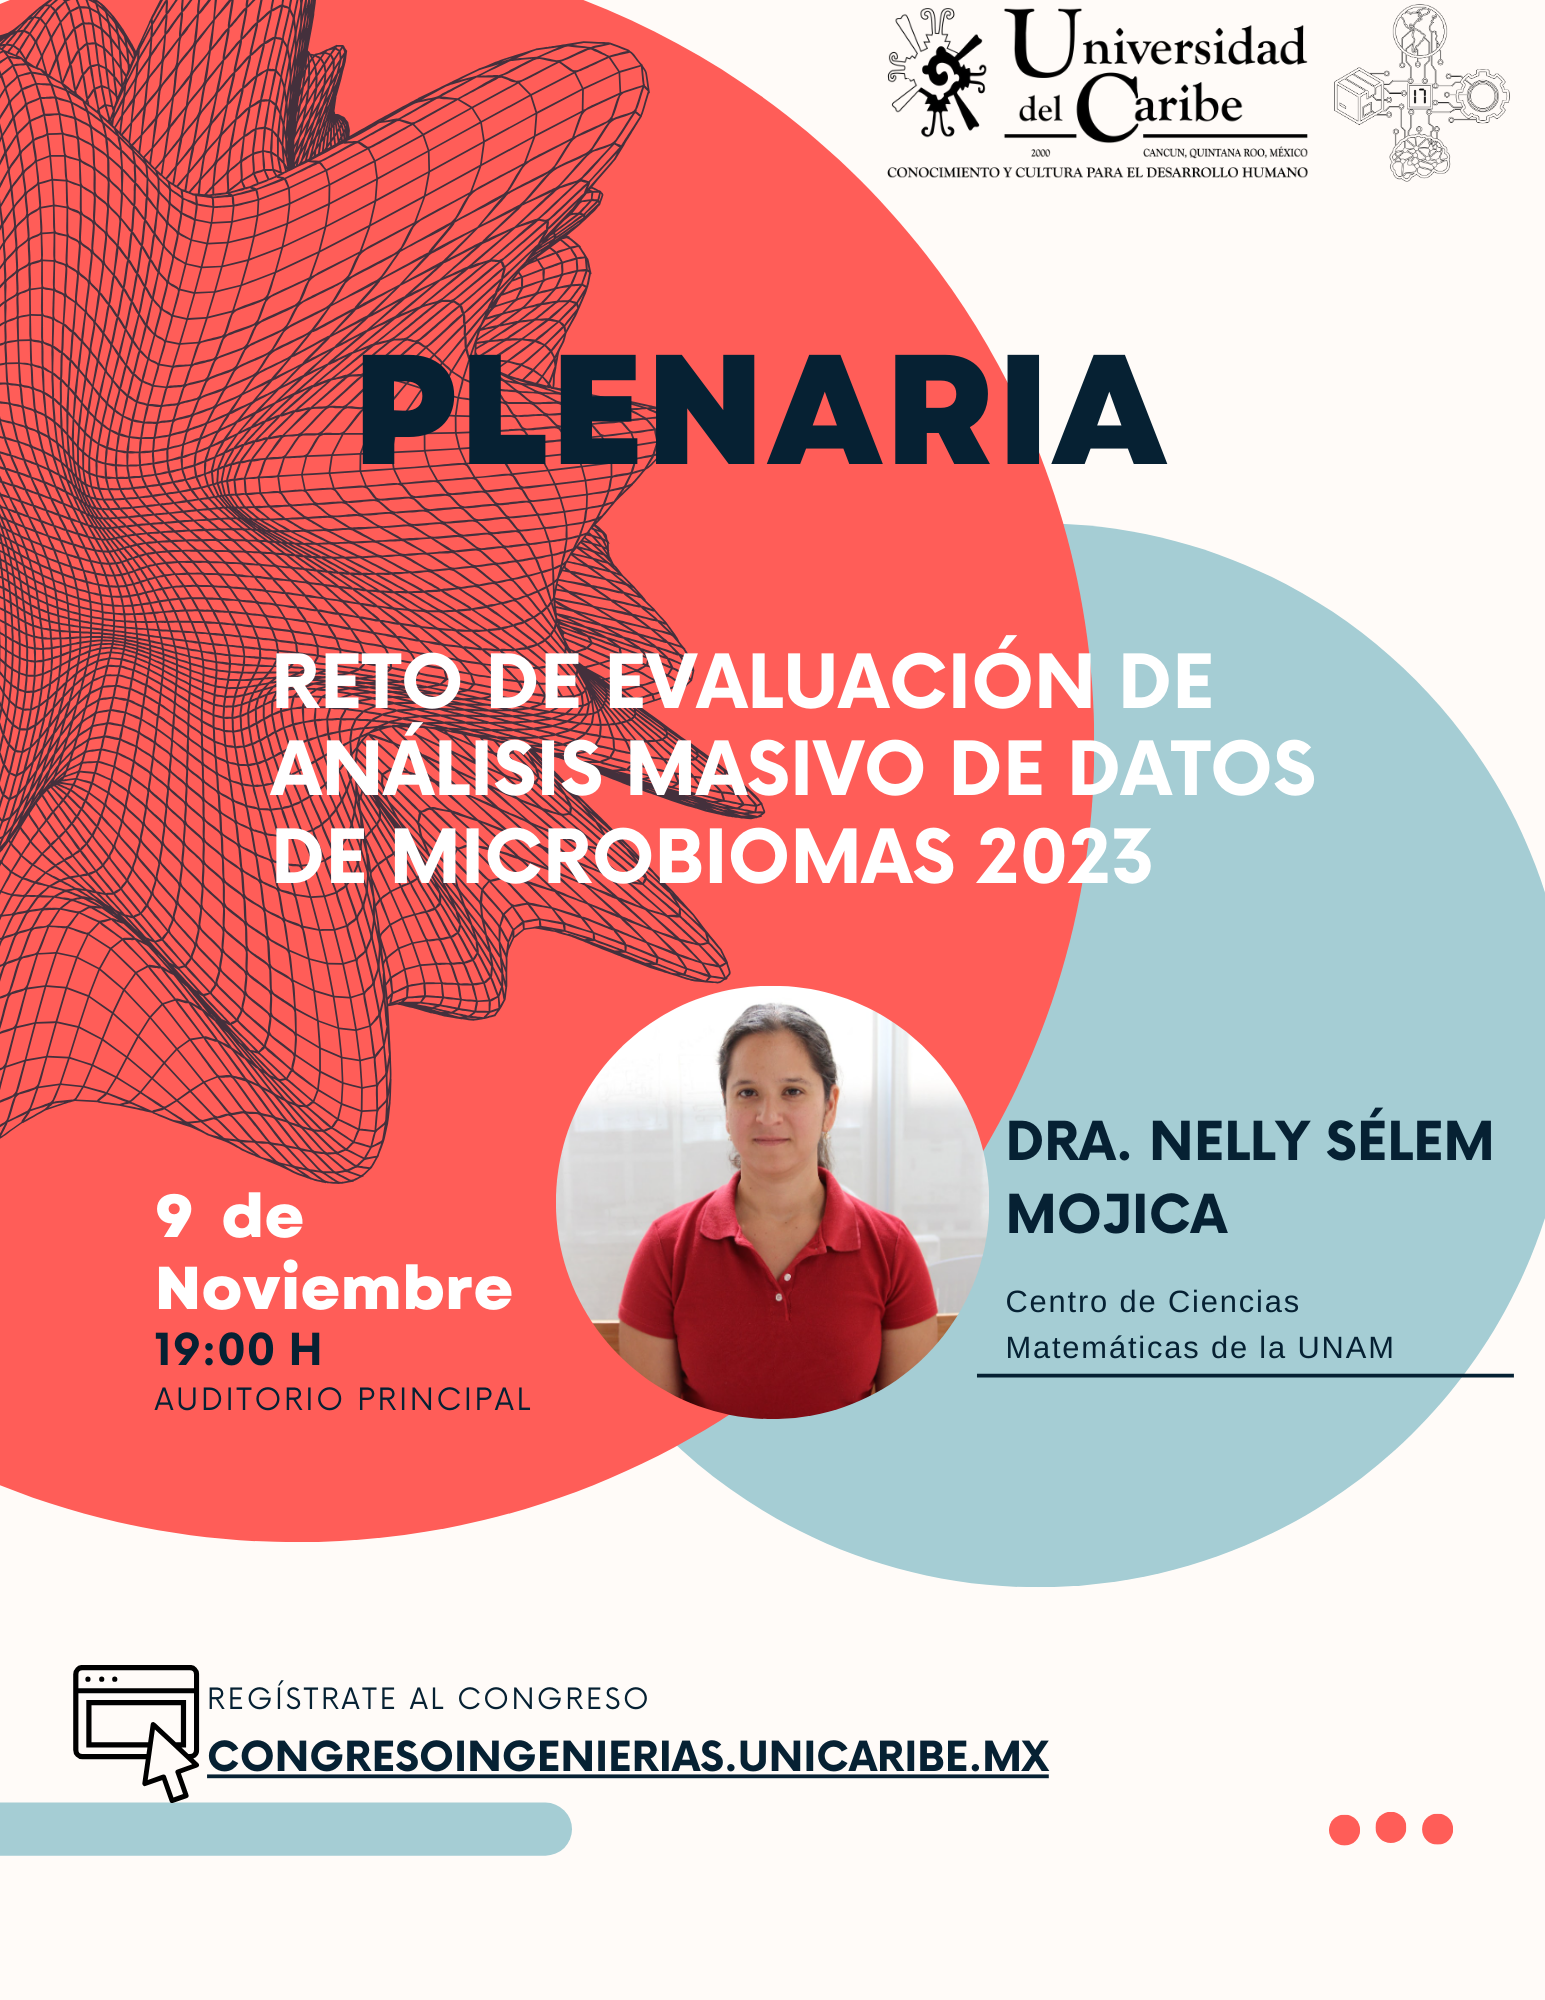 Universidad
del Caribe
2000 CANCUN, QUINTANA ROO, MÉXICO
CONOCIMIENTO Y CULTURA PARA EL DESARROLLO HUMANO
n
PLENARIA
RETO DE EVALUACIÓN DE
ANÁLISIS MASIVO DE DATOS
DE MICROBIOMAS 2023
DRA. NELLY SÉLEM
MOJICA
Centro de Ciencias
Matemáticas de la UNAM
9 de
Noviembre
19:00 H
AUDITORIO PRINCIPAL
REGÍSTRATE AL CONGRESO
CONGRESOINGENIERIAS.UNICARIBE.MX